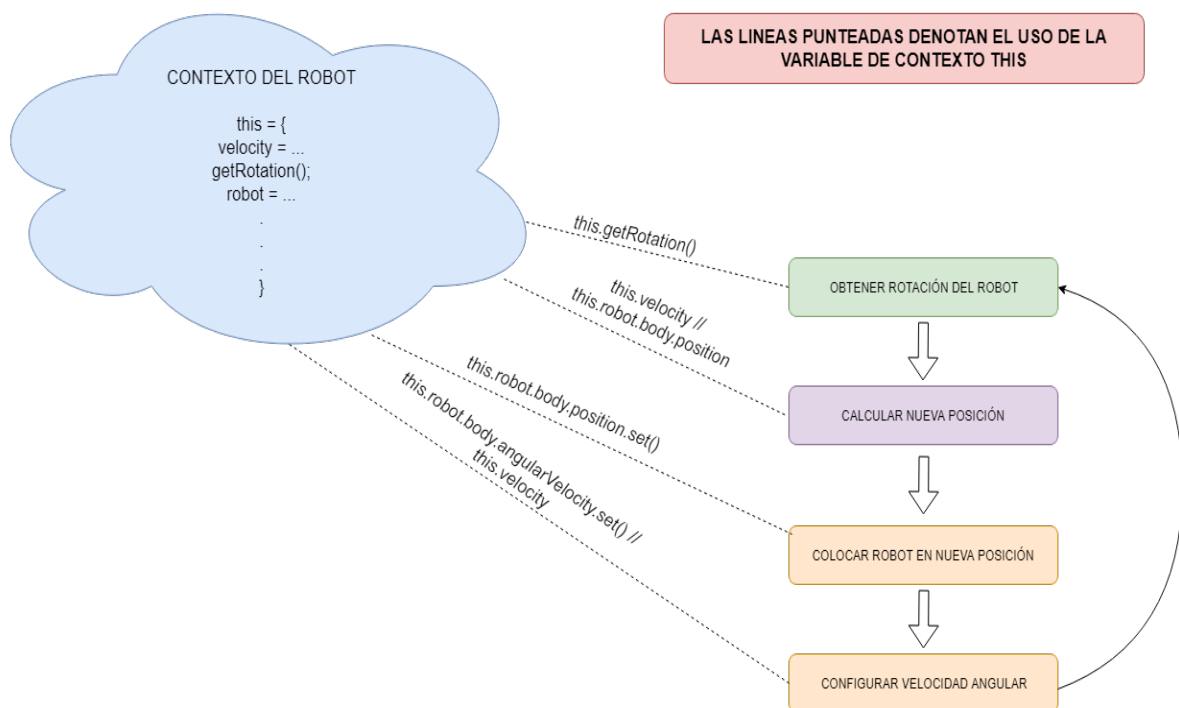 LAS LINEAS PUNTEADAS DENOTAN EL USO DE LA
VARIABLE DE CONTEXTO THIS
CONTEXTO DEL ROBOT
this = {
velocity = ...
getRotation();
robot = ...
.
.
.
}
this.getRotation()
this.velocity //
this.robot.body.position
this.robot.body.position.set()
this.robot.body.angularVelocity.set() //
this.velocity
OBTENER ROTACIÓN DEL ROBOT
CALCULAR NUEVA POSICIÓN
COLOCAR ROBOT EN NUEVA POSICIÓN
CONFIGURAR VELOCIDAD ANGULAR